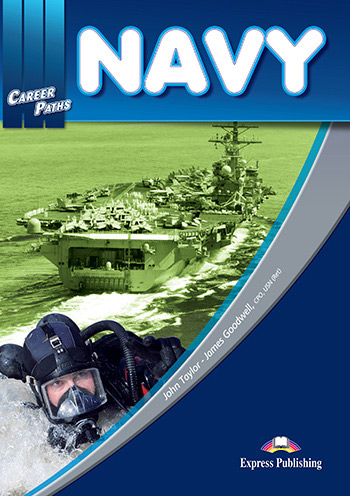 NAVY
CAREER
PATHS
John Taylor - James Goodwell, CPO, USN (Ret)
Express Publishing